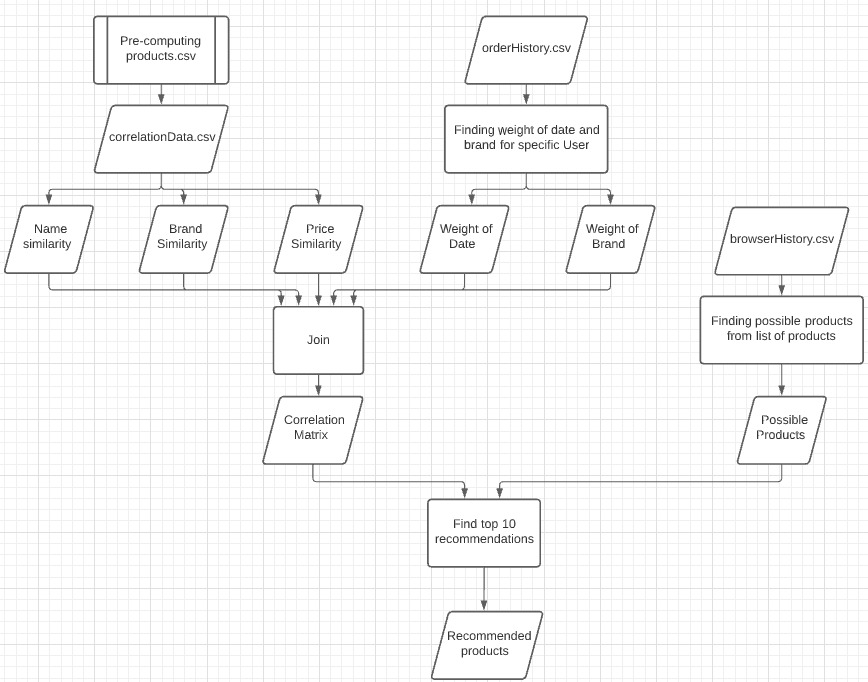 Pre-computing
products.csv
orderHistory.csv
correlationData.csv
Finding weight of date and
brand for specific User
Name
similarity
Brand
Similarity
Price
Similarity
Weight of
Date
Weight of
Brand
browserHistory.csv
Finding possible products
from list of products
Join
Correlation
Matrix
Possible
Products
Find top 10
recommendations
Recommended
products